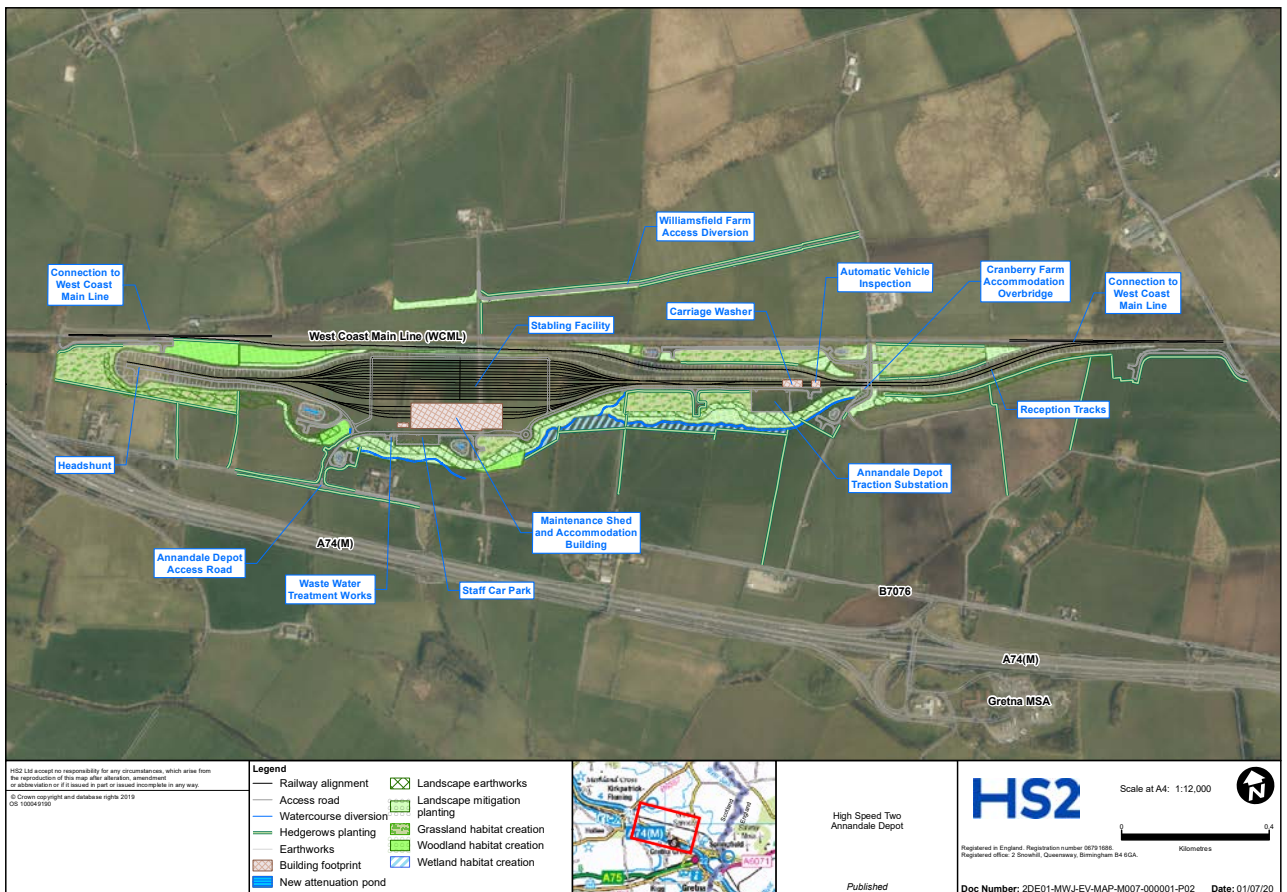 Williamsfield Farm
Access Diversion
Connection to
West Coast
Main Line
Automatic Vehicle
Inspection
Cranberry Farm
Accommodation
Overbridge
Connection to
West Coast
Main Line
Carriage Washer
Stabling Facility
West Coast Main Line (WCML)
Reception Tracks
Headshunt
Annandale Depot
Traction Substation
Maintenance Shed
and Accommodation
Building
A74(M)
Annandale Depot
Access Road
Waste Water
Treatment Works
Staff Car Park
B7076
A74(M)
Gretna MSA
HS2 Ltd accept no responsibility for any circumstances, which arise from
the reproduction of this map after alteration, amendment
or abbreviation or if it issued in part or issued incomplete in any way.
© Crown copyright and database rights 2019
OS 100049190
Legend
Railway alignment
Access road
Watercourse diversion
Hedgerows planting
Earthworks
Building footprint
New attenuation pond
Landscape earthworks
Landscape mitigation
planting
Grassland habitat creation
Woodland habitat creation
Wetland habitat creation
Kirkpatrick-
Fleming
Scotland
England
A74(M)
A6071
A75
Rigg
Gretna
High Speed Two
Annandale Depot
Published
HS2
Scale at A4: 1:12,000
N
0
0.4
Kilometres
Registered in England. Registration number 06791686.
Registered office: 2 Snowhill, Queensway, Birmingham B4 6GA.
Doc Number: 2DE01-MWJ-EV-MAP-M007-000001-P02
Date: 01/07/20